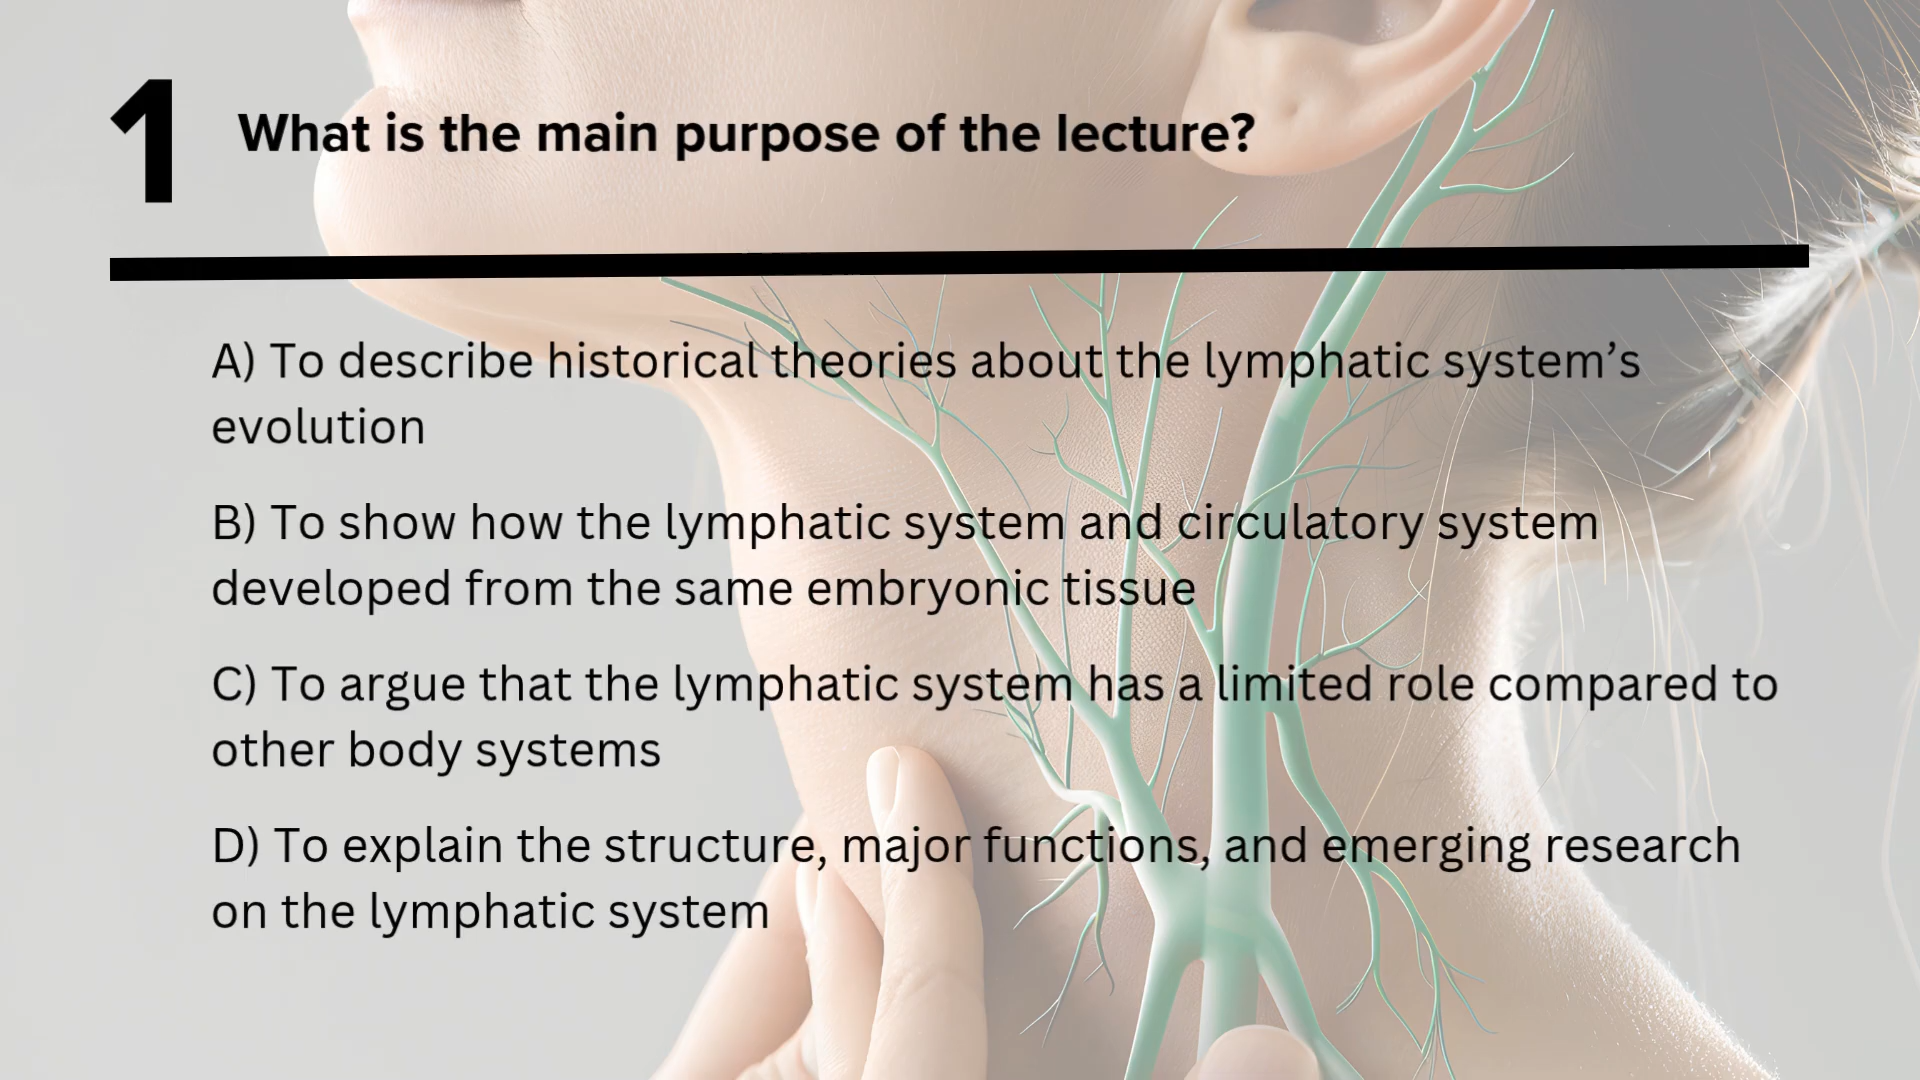 1
What is the main purpose of the lecture?
A) To describe historical theories about the lymphatic system’s
evolution
B) To show how the lymphatic system and circulatory system
developed from the same embryonic tissue
C) To argue that the lymphatic system has a limited role compared to
other body systems
D) To explain the structure, major functions, and emerging research
on the lymphatic system